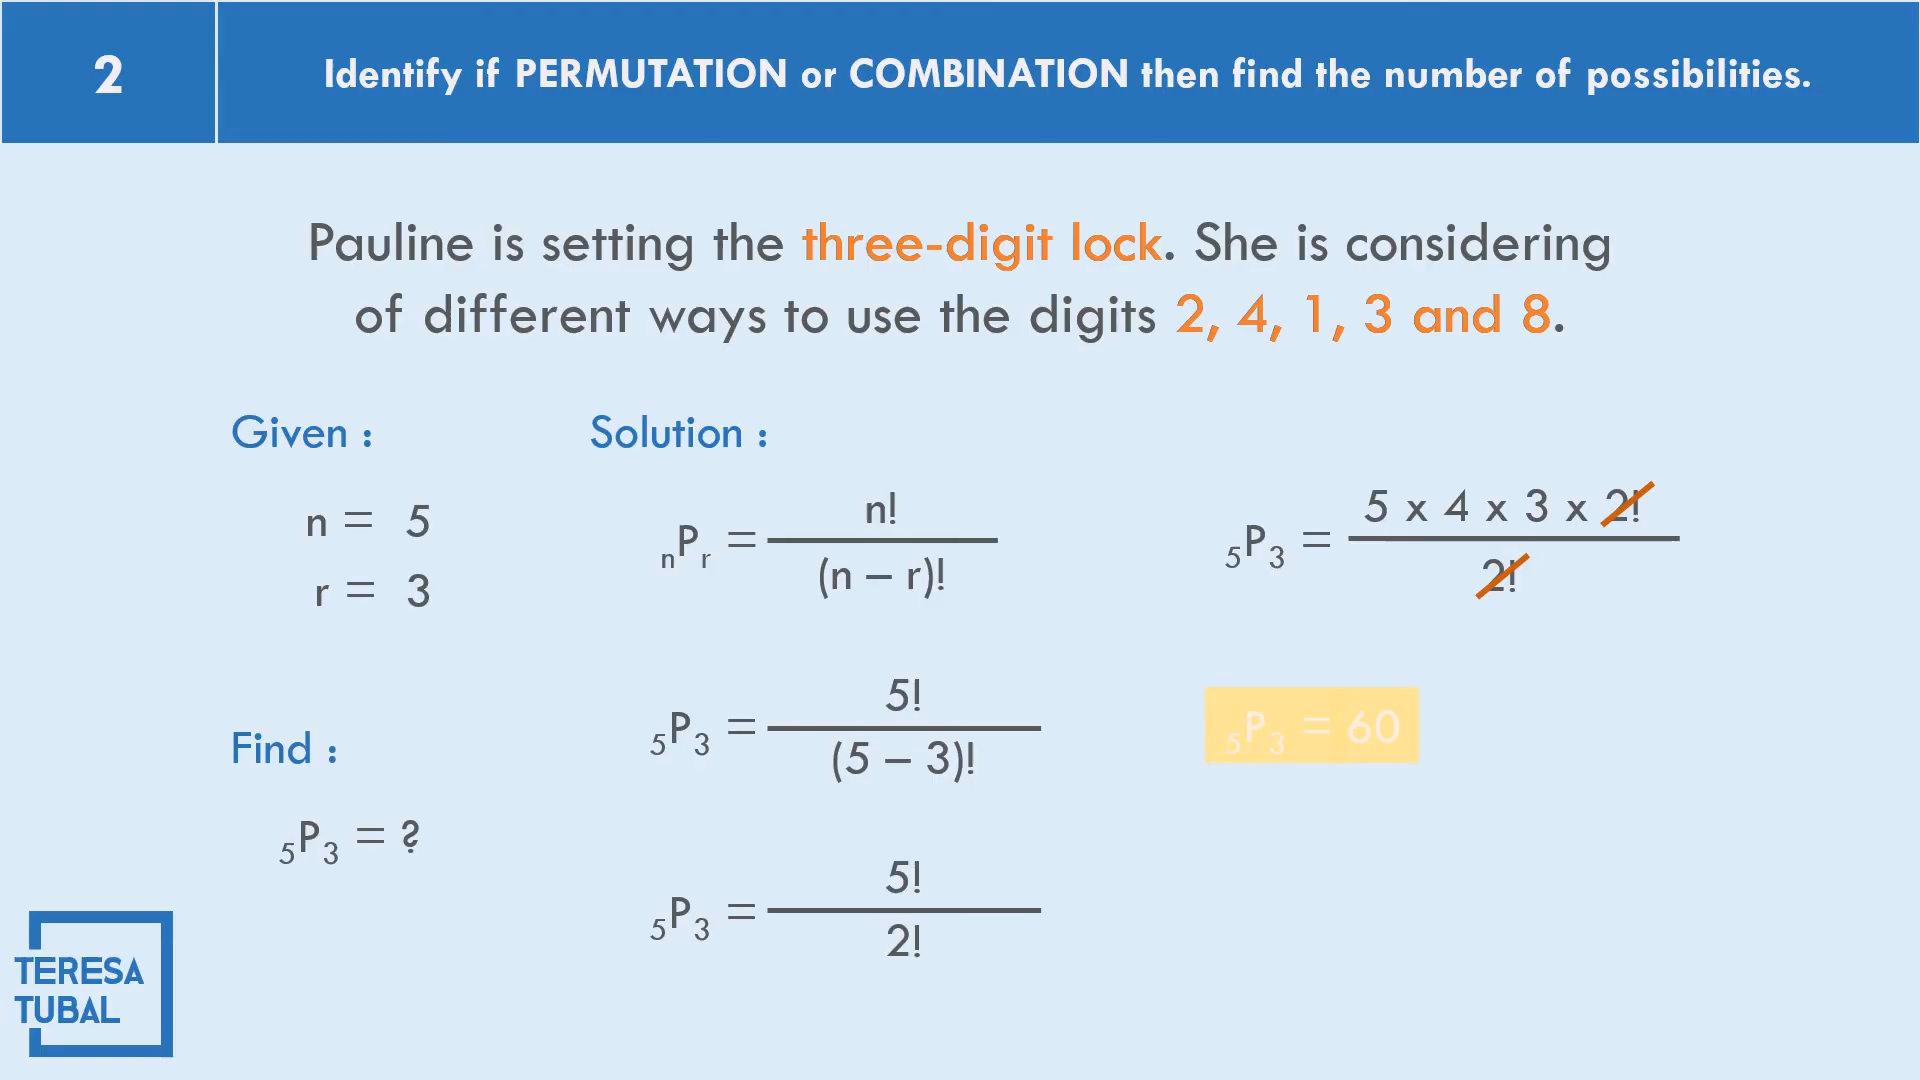 2
Identify if PERMUTATION or COMBINATION then find the number of possibilities.
Pauline is setting the three-digit lock. She is considering
of different ways to use the digits 2, 4, 1, 3 and 8.
Given :
n = 5
r = 3
Find :
₅P₃ = ?
Solution :
n!
ₙPᵣ =
(n – r)!
5!
₅P₃ =
(5 – 3)!
5!
₅P₃ =
2!
5 x 4 x 3 x 2!
₅P₃ =
2!
₅P₃ = 60
TERESA
TUBAL